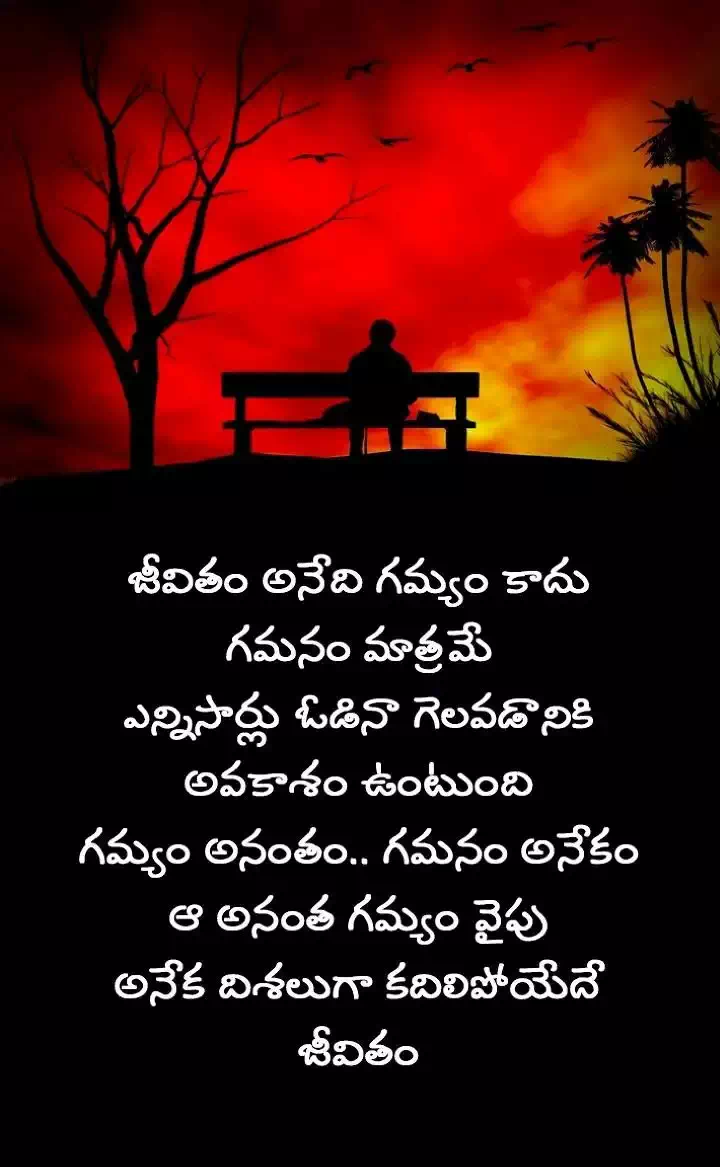 జీవితం అనేది గమ్యం కాదు
గమనం మాత్రమే
ఎన్నిసార్లు ఓడినా గెలవడానికి
అవకాశం ఉంటుంది
గమ్యం అనంతం.. గమనం అనేకం
ఆ అనంత గమ్యం వైపు
అనేక దిశలుగా కదిలిపోయేదే
జీవితం